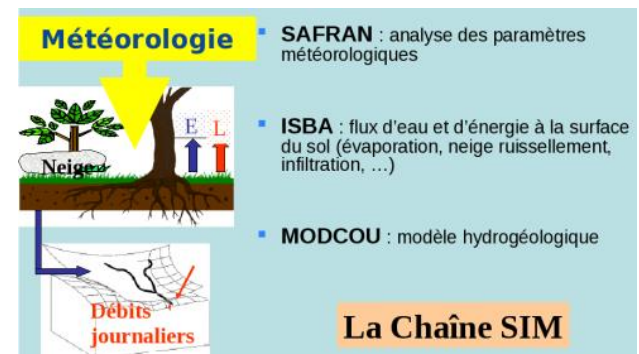 Météorologie
SAFRAN : analyse des paramètres
météorologiques
E L
Neige
ISBA : flux d'eau et d'énergie à la surface
du sol (évaporation, neige ruissellement,
infiltration, …)
MODCOU : modèle hydrogéologique
Débits
journaliers
La Chaîne SIM